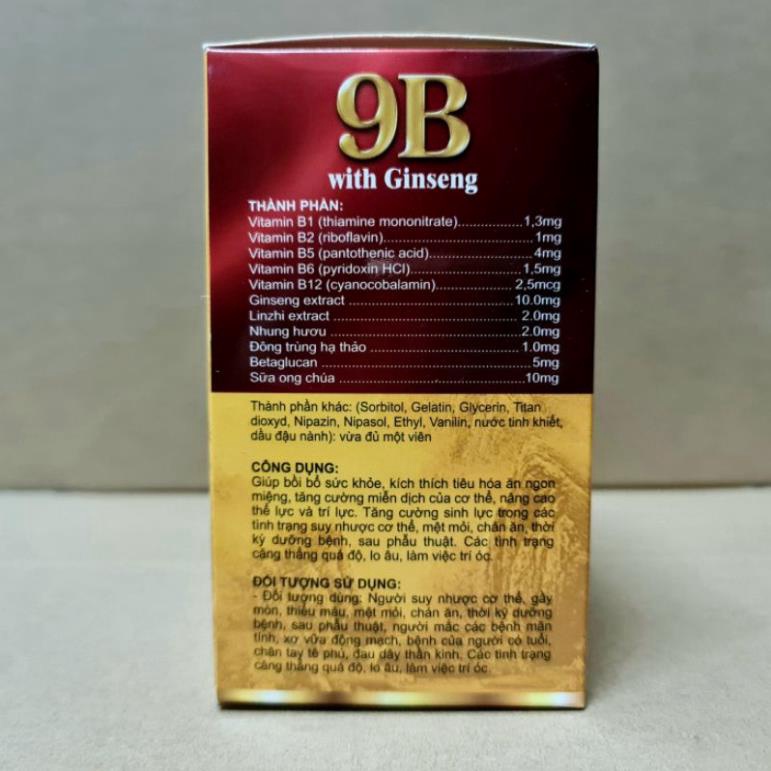 9B
with Ginseng
THÀNH PHẦN:
Vitamin B1 (thiamine mononitrate)..................1,3mg
Vitamin B2 (riboflavin)..........................................1mg
Vitamin B5 (pantothenic acid)..............................4mg
Vitamin B6 (pyridoxin HCl)................................1,5mg
Vitamin B12 (cyanocobalamin)......................2,5mcg
Ginseng extract ..............................................10.0mg
Linzhi extract ....................................................2.0mg
Nhung hươu .....................................................2.0mg
Đông trùng hạ thảo ...........................................1.0mg
Betaglucan ...........................................................5mg
Sữa ong chúa ......................................................10mg
Thành phần khác: (Sorbitol, Gelatin, Glycerin, Titan
dioxyd, Nipazin, Nipasol, Ethyl, Vanilin, nước tinh khiết,
dầu đậu nành): vừa đủ một viên
CÔNG DỤNG:
Giúp bồi bổ sức khỏe, kích thích tiêu hóa ăn ngon
miệng, tăng cường miễn dịch của cơ thể, nâng cao
thể lực và trí lực. Tăng cường sinh lực trong các
tình trạng suy nhược cơ thể, mệt mỏi, chán ăn, thời
kỳ dưỡng bệnh, sau phẫu thuật. Các tình trạng
căng thẳng quá độ, lo âu, làm việc trí óc.
ĐỐI TƯỢNG SỬ DỤNG:
- Đối tượng dùng: Người suy nhược cơ thể, gầy
mòn, thiếu máu, mệt mỏi, chán ăn, thời kỳ dưỡng
bệnh, sau phẫu thuật, người mắc các bệnh mãn
tính, xơ vữa động mạch, bệnh của người có tuổi,
chân tay tê phù, đau dây thần kinh. Các tình trạng
căng thẳng quá độ, lo âu, làm việc trí óc